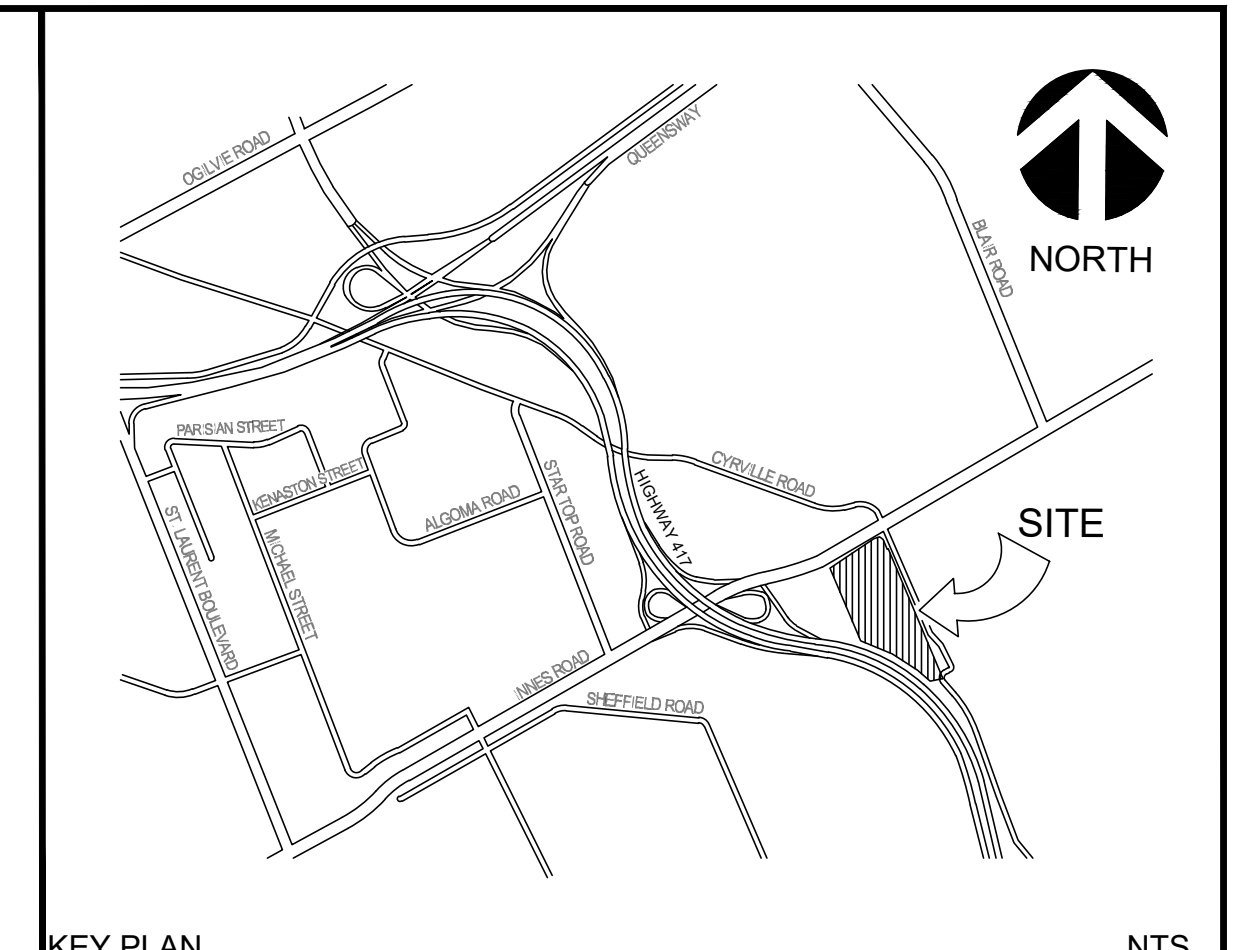 OGILVIE ROAD
QUEENSWAY
BLAIR ROAD
NORTH
PARISIAN STREET
KENASTON STREET
ALGOMA ROAD
STAR TOP ROAD
HIGHWAY 417
CYRVILLE ROAD
SITE
ST. LAURENT BOULEVARD
MICHAEL STREET
INNES ROAD
SHEFFIELD ROAD
KEY PLAN
NTS